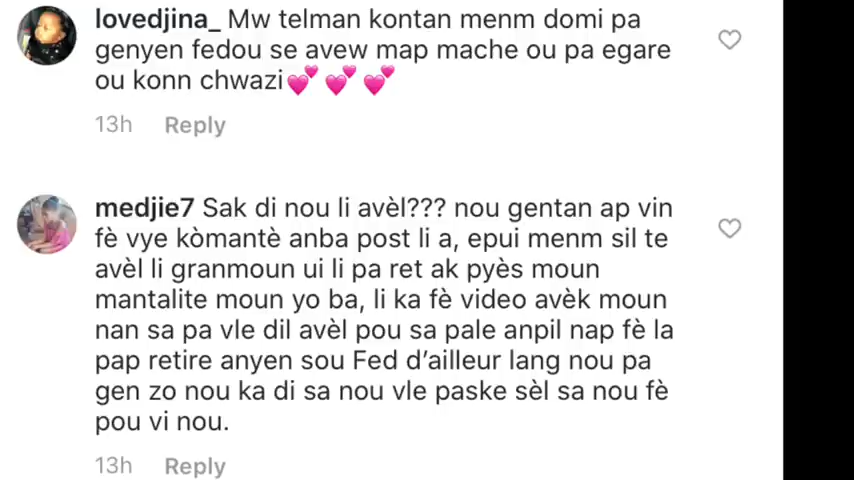 lovedjina_ Mw telman kontan menm domi pa
genyen fedou se avew map mache ou pa egare
ou konn chwazi💕 💕 💕
13h Reply
medjie7 Sak di nou li avèl??? nou gentan ap vin
fè vye kòmantè anba post li a, epui menm sil te
avèl li granmoun ui li pa ret ak pyès moun
mantalite moun yo ba, li ka fè video avèk moun
nan sa pa vle dil avèl pou sa pale anpil nap fè la
pap retire anyen sou Fed d’ailleur lang nou pa
gen zo nou ka di sa nou vle paske sèl sa nou fè
pou vi nou.
13h Reply